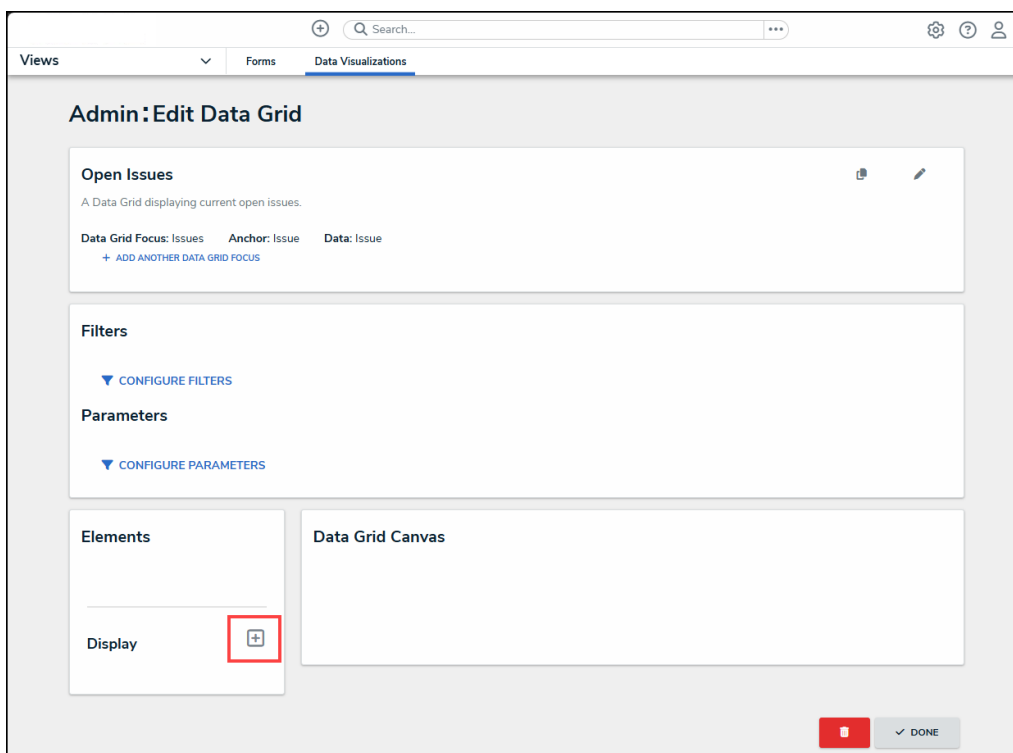 Search...
Views Forms Data Visualizations
Admin:Edit Data Grid
Open Issues
A Data Grid displaying current open issues.
Data Grid Focus: Issues Anchor: Issue Data: Issue
+ ADD ANOTHER DATA GRID FOCUS
Filters
CONFIGURE FILTERS
Parameters
CONFIGURE PARAMETERS
Elements
Data Grid Canvas
Display
DONE